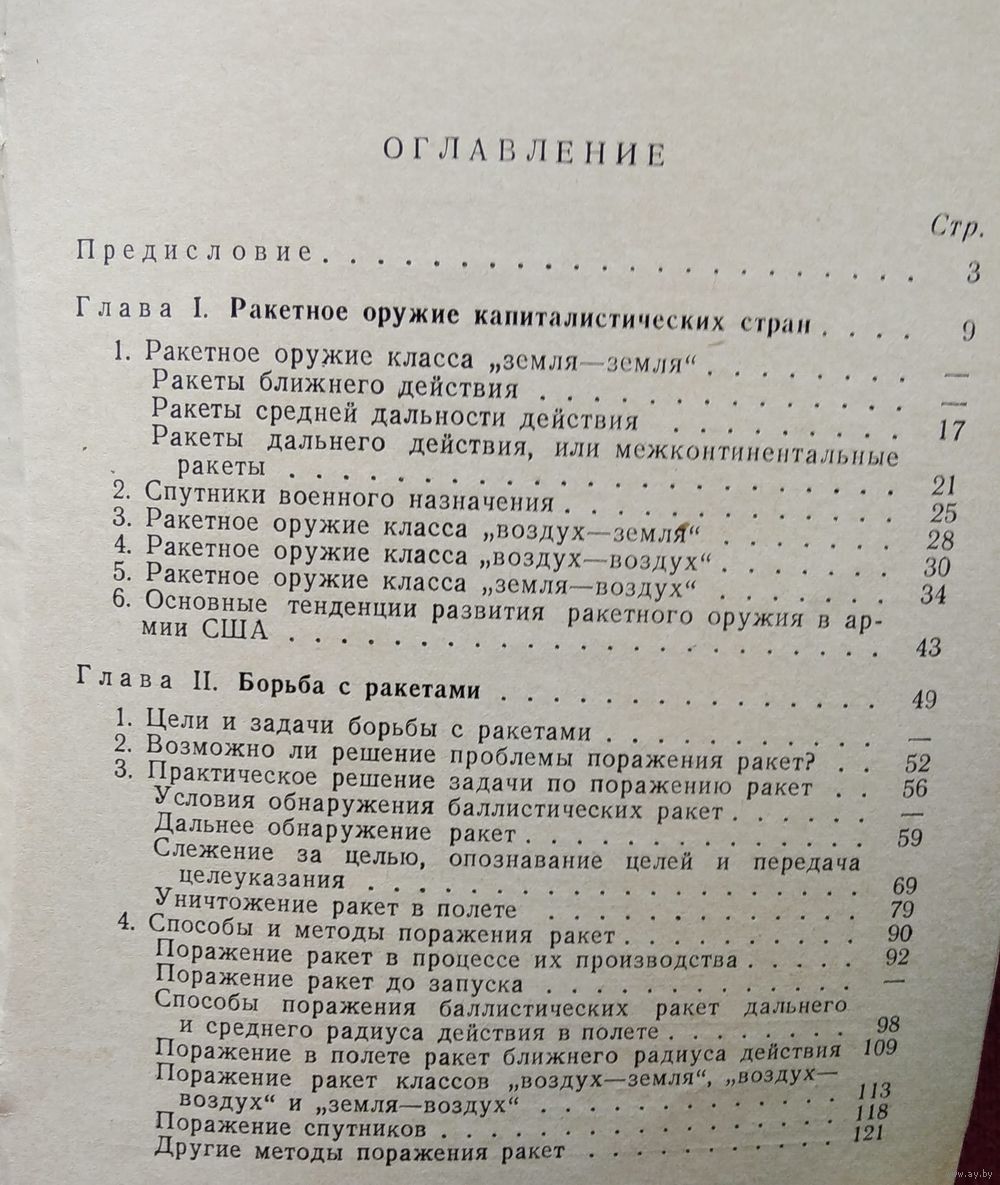 ОГЛАВЛЕНИЕ
Стр.
Предисловие . . . . . . . . . . . . . . . . . . . . . . 3
Глава I. Ракетное оружие капиталистических стран . . . . 9
1. Ракетное оружие класса „земля—земля“ . . . . . . . . —
Ракеты ближнего действия . . . . . . . . . . . . . . —
Ракеты средней дальности действия . . . . . . . . . 17
Ракеты дальнего действия, или межконтинентальные
ракеты . . . . . . . . . . . . . . . . . . . . . . 21
2. Спутники военного назначения . . . . . . . . . . . . 25
3. Ракетное оружие класса „воздух—земля“ . . . . . . . 28
4. Ракетное оружие класса „воздух—воздух“ . . . . . . . 30
5. Ракетное оружие класса „земля—воздух“ . . . . . . . 34
6. Основные тенденции развития ракетного оружия в ар-
мии США . . . . . . . . . . . . . . . . . . . . . . 43
Глава II. Борьба с ракетами . . . . . . . . . . . . . . 49
1. Цели и задачи борьбы с ракетами . . . . . . . . . . —
2. Возможно ли решение проблемы поражения ракет? . . 52
3. Практическое решение задачи по поражению ракет . . 56
Условия обнаружения баллистических ракет . . . . . . —
Дальнее обнаружение ракет . . . . . . . . . . . . . 59
Слежение за целью, опознавание целей и передача
целеуказания . . . . . . . . . . . . . . . . . . . 69
Уничтожение ракет в полете . . . . . . . . . . . . 79
4. Способы и методы поражения ракет . . . . . . . . . 90
Поражение ракет в процессе их производства . . . . . 92
Поражение ракет до запуска . . . . . . . . . . . . —
Способы поражения баллистических ракет дальнего
и среднего радиуса действия в полете . . . . . . . . 98
Поражение в полете ракет ближнего радиуса действия 109
Поражение ракет классов „воздух—земля“, „воздух—
воздух“ и „земля—воздух“ . . . . . . . . . . . . . 113
Поражение спутников . . . . . . . . . . . . . . . . 118
Другие методы поражения ракет . . . . . . . . . . . 121
www.ay.by